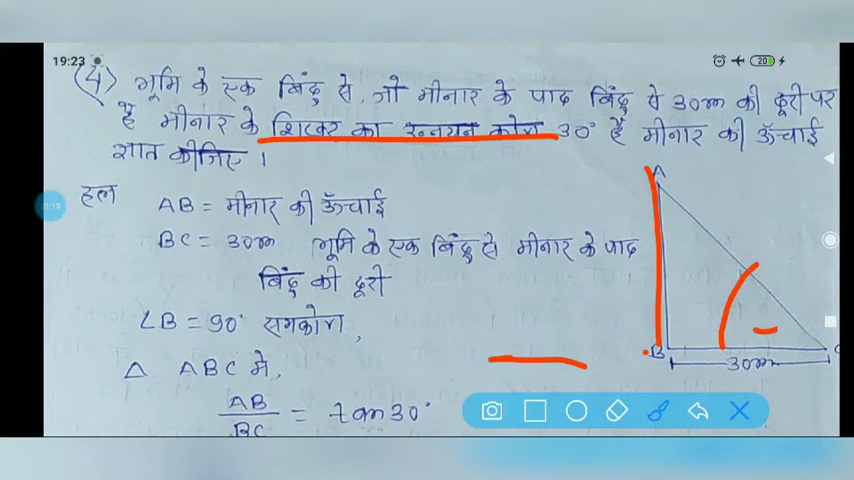 19:23
20
(4) भूमि के एक बिंदु से, जो मीनार के पाद बिंदु से 30m की दूरी पर
है मीनार के शिखर का उन्नयन कोण 30° है मीनार की ऊँचाई
ज्ञात कीजिए ।
हल
AB = मीनार की ऊँचाई
BC = 30m भूमि के एक बिंदु से मीनार के पाद
बिंदु की दूरी
∠B = 90° समकोण,
Δ ABC में,
AB
BC
= tan 30°
A
B
C
30m